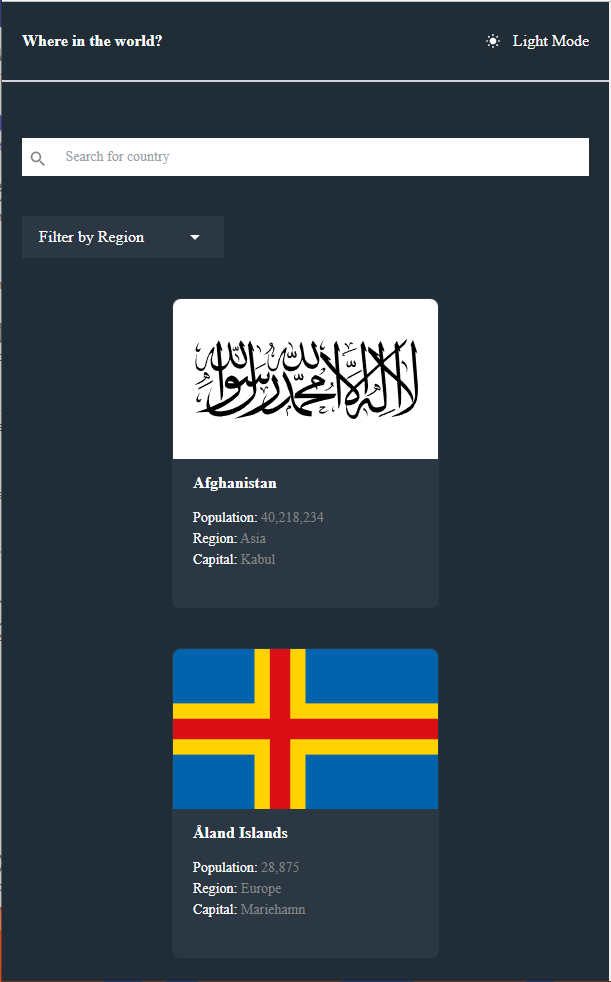 Where in the world?
Light Mode
Search for country
Filter by Region
لا إله إلا الله محمد رسول الله
Afghanistan
Population: 40,218,234
Region: Asia
Capital: Kabul
Åland Islands
Population: 28,875
Region: Europe
Capital: Mariehamn